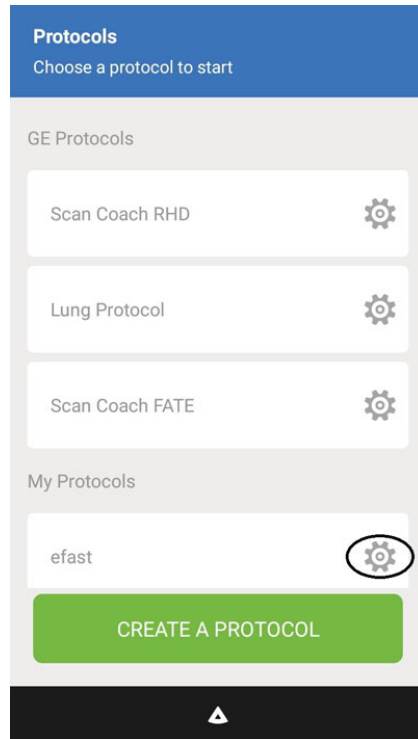 Protocols
Choose a protocol to start
GE Protocols
Scan Coach RHD
Lung Protocol
Scan Coach FATE
My Protocols
efast
CREATE A PROTOCOL